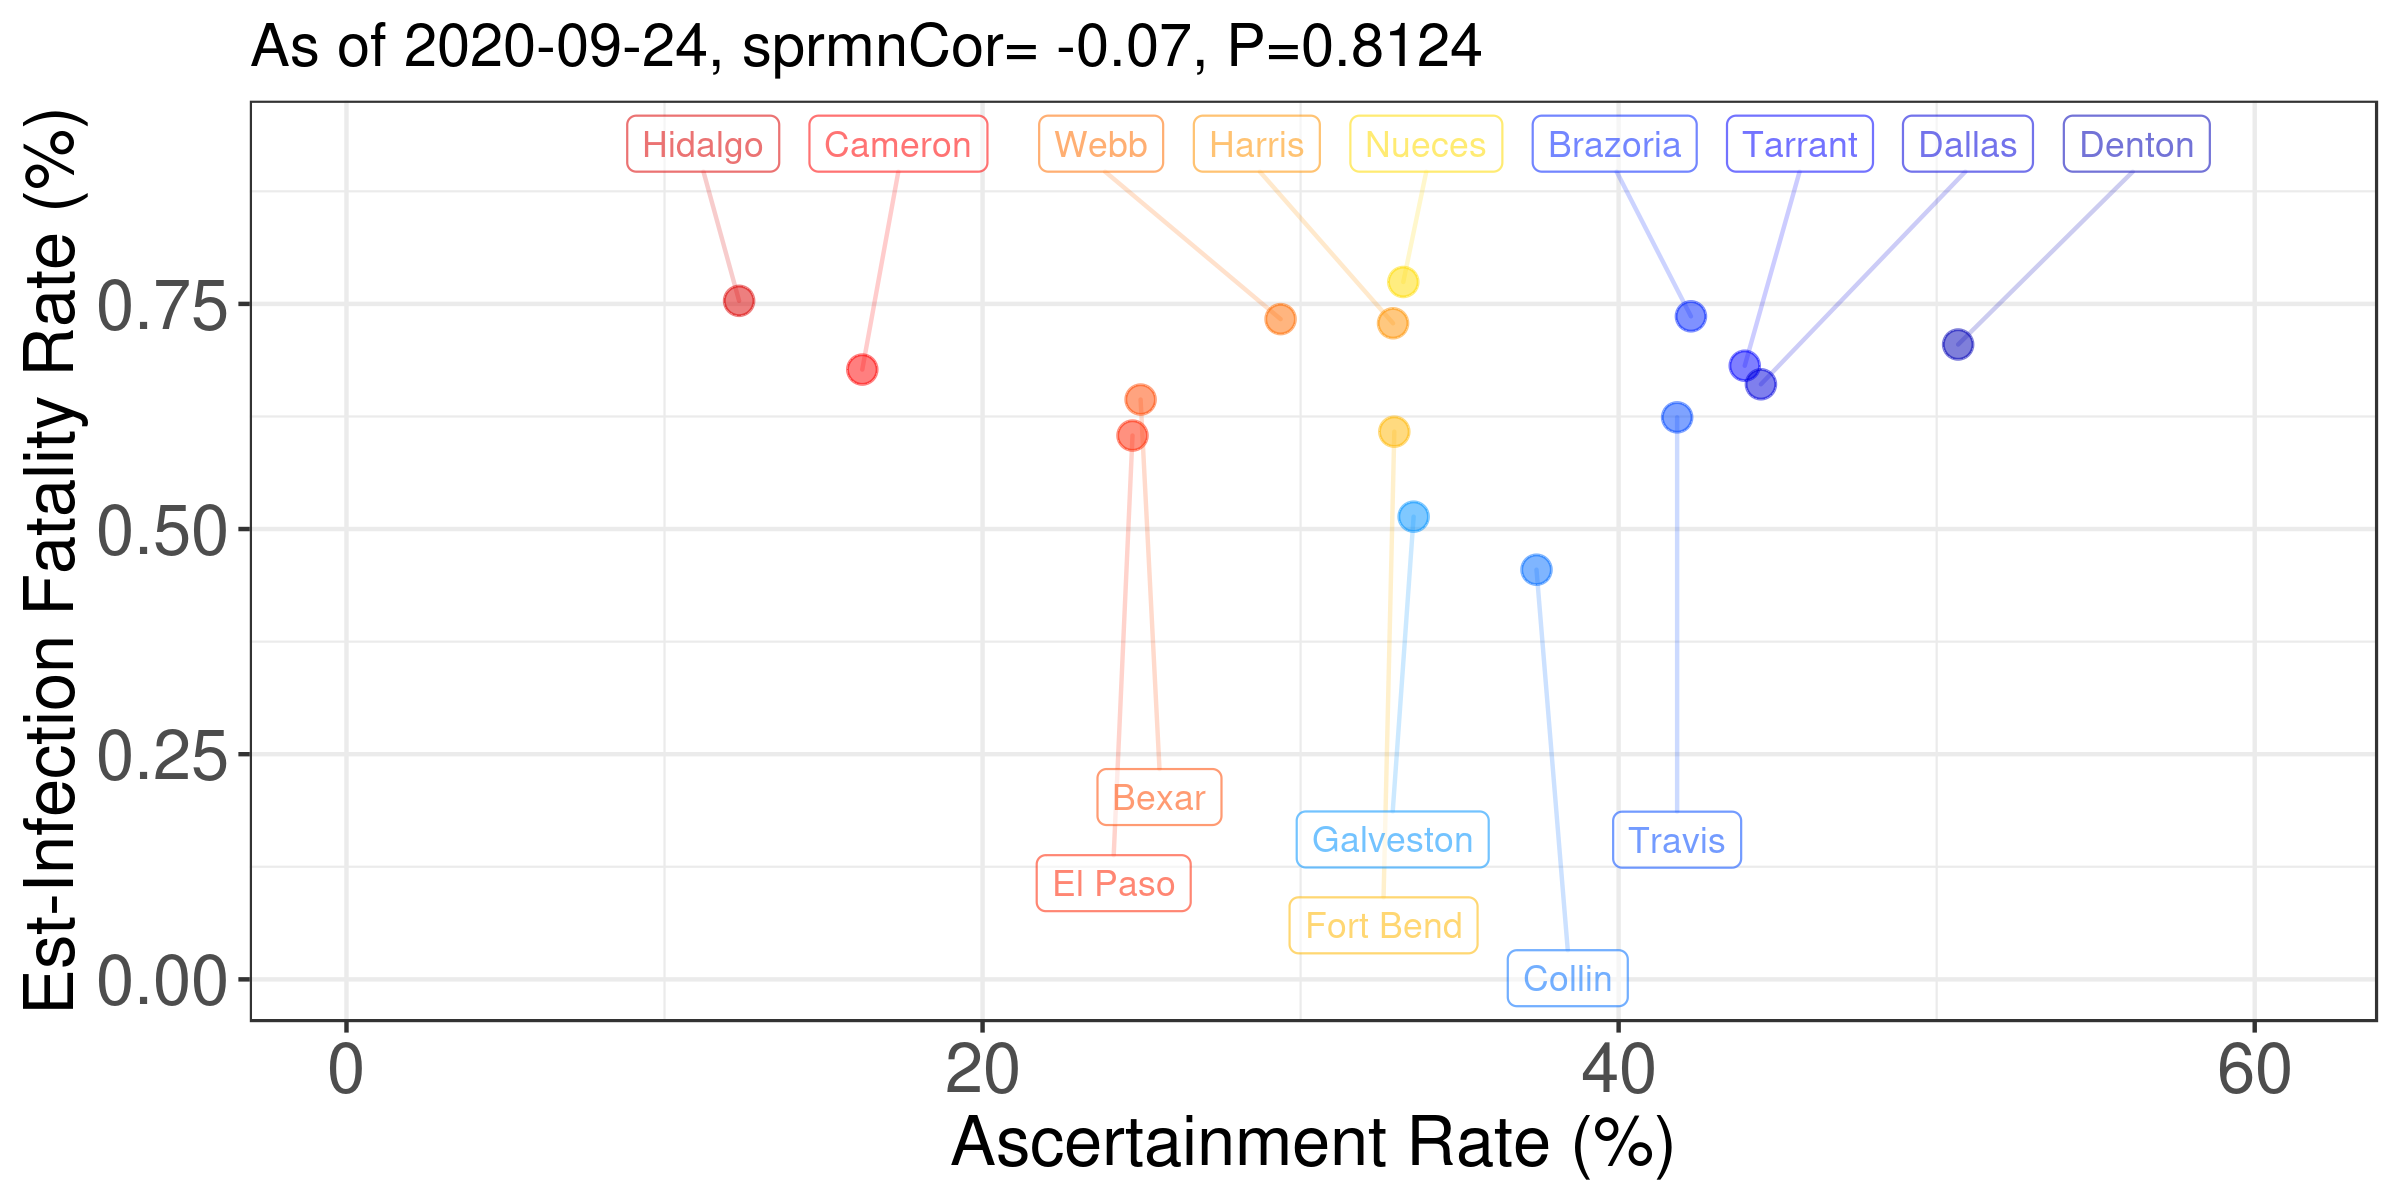 As of 2020-09-24, sprmnCor= -0.07, P=0.8124
Est-Infection Fatality Rate (%)
Hidalgo Cameron Webb Harris Nueces Brazoria Tarrant Dallas Denton
0.75
0.50
0.25
0.00
Bexar
Galveston Travis
El Paso
Fort Bend
Collin
0 20 40 60
Ascertainment Rate (%)